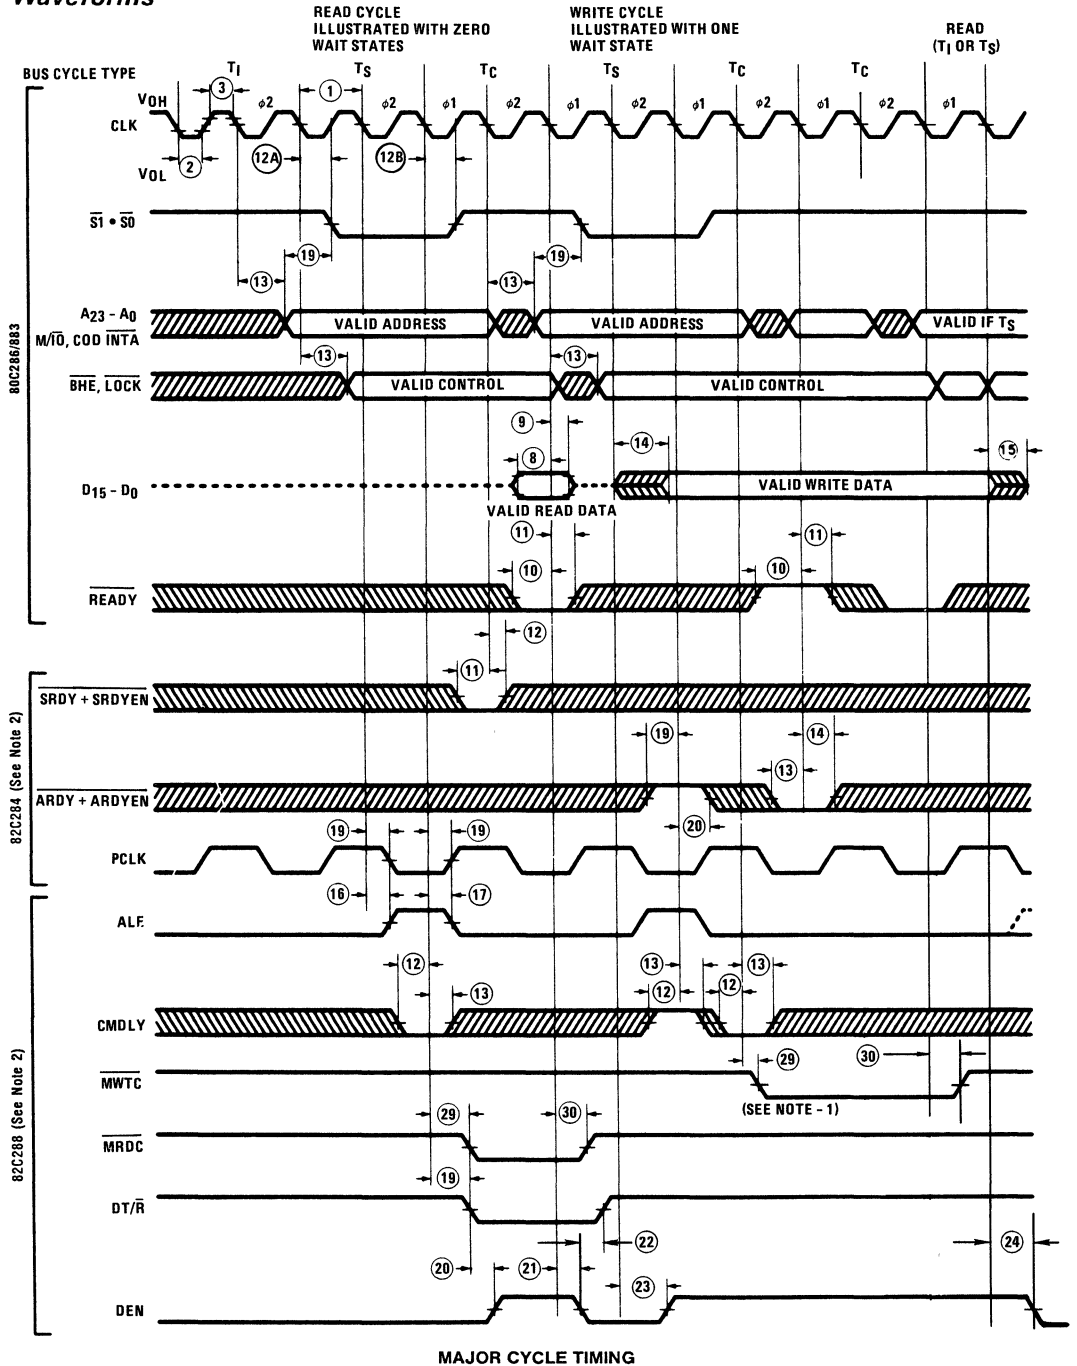 Waveforms
READ CYCLE
ILLUSTRATED WITH ZERO
WAIT STATES
WRITE CYCLE
ILLUSTRATED WITH ONE
WAIT STATE
READ
(TI OR TS)
BUS CYCLE TYPE
TI
TS
TC
TS
TC
TC
VOH
CLK
VOL
3
ϕ2
1
ϕ2
ϕ1
ϕ2
ϕ1
ϕ2
ϕ1
ϕ2
ϕ1
ϕ2
ϕ1
2
12A
12B
S1 • S0
19
19
13
13
80C286/883
A23 – A0
M/IO, COD INTA
VALID ADDRESS
VALID ADDRESS
VALID IF TS
13
13
BHE, LOCK
VALID CONTROL
VALID CONTROL
9
14
15
8
D15 – D0
VALID WRITE DATA
VALID READ DATA
11
11
10
10
READY
12
11
82C284 (See Note 2)
SRDY + SRDYEN
19
14
13
ARDY + ARDYEN
20
19
19
PCLK
16
17
82C288 (See Note 2)
ALE
12
13
13
13
12
12
CMDLY
29
30
MWTC
(SEE NOTE – 1)
29
30
MRDC
19
DT/R
22
24
20
21
23
DEN
MAJOR CYCLE TIMING